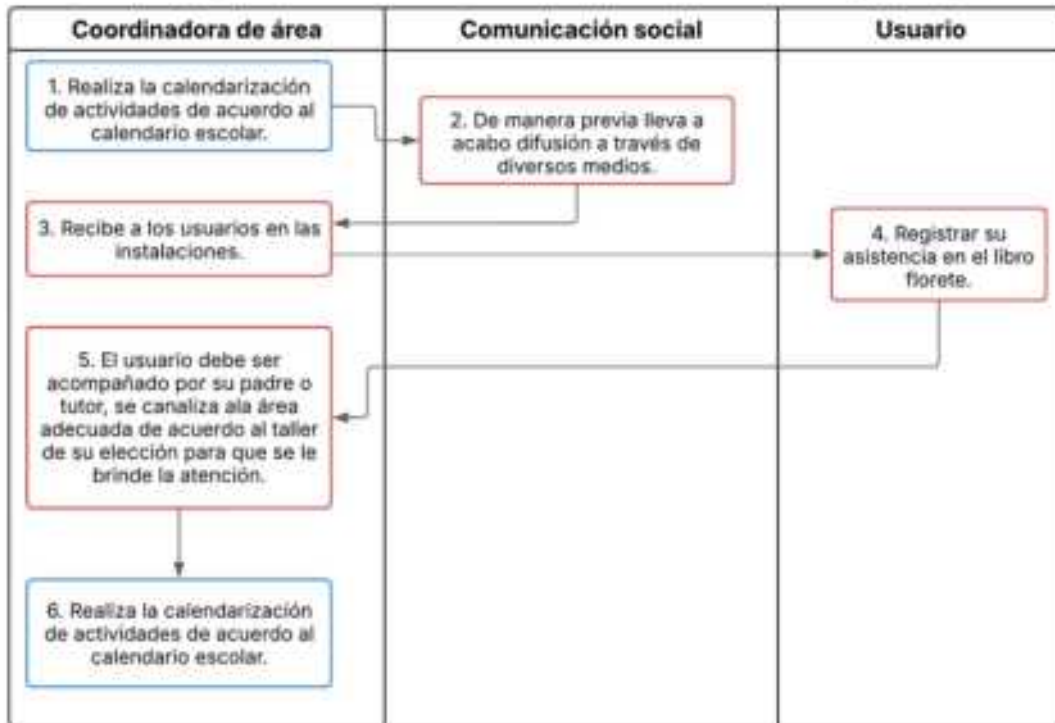 Coordinadora de área
Comunicación social
Usuario
1. Realiza la calendarización
de actividades de acuerdo al
calendario escolar.
2. De manera previa lleva a
acabo difusión a través de
diversos medios.
3. Recibe a los usuarios en las
instalaciones.
4. Registrar su
asistencia en el libro
florete.
5. El usuario debe ser
acompañado por su padre o
tutor, se canaliza ala área
adecuada de acuerdo al taller
de su elección para que se le
brinde la atención.
6. Realiza la calendarización
de actividades de acuerdo al
calendario escolar.